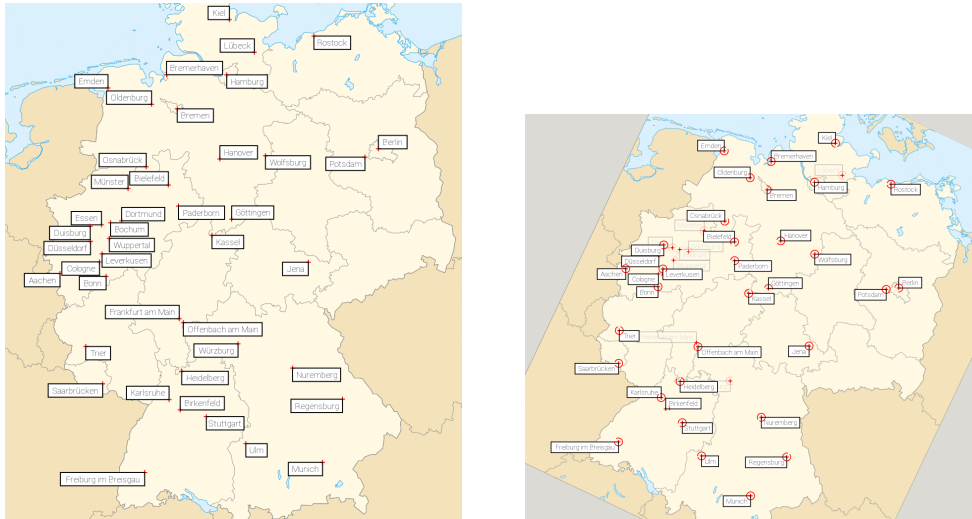 Kiel
Lübeck
Rostock
Bremerhaven
Emden
Hamburg
Oldenburg
Bremen
Berlin
Hanover
Osnabrück
Wolfsburg
Potsdam
Münster
Bielefeld
Essen
Dortmund
Paderborn
Göttingen
Duisburg
Bochum
Düsseldorf
Wuppertal
Kassel
Leverkusen
Cologne
Jena
Aachen
Bonn
Frankfurt am Main
Offenbach am Main
Trier
Würzburg
Heidelberg
Nuremberg
Saarbrücken
Karlsruhe
Birkenfeld
Regensburg
Stuttgart
Ulm
Munich
Freiburg im Breisgau
Kiel
Emden
Bremerhaven
Oldenburg
Hamburg
Rostock
Bremen
Osnabrück
Bielefeld
Hanover
Duisburg
Düsseldorf
Wolfsburg
Paderborn
Aachen
Leverkusen
Cologne
Göttingen
Berlin
Bonn
Kassel
Potsdam
Trier
Offenbach am Main
Jena
Saarbrücken
Heidelberg
Karlsruhe
Birkenfeld
Nuremberg
Stuttgart
Freiburg im Breisgau
Ulm
Regensburg
Munich